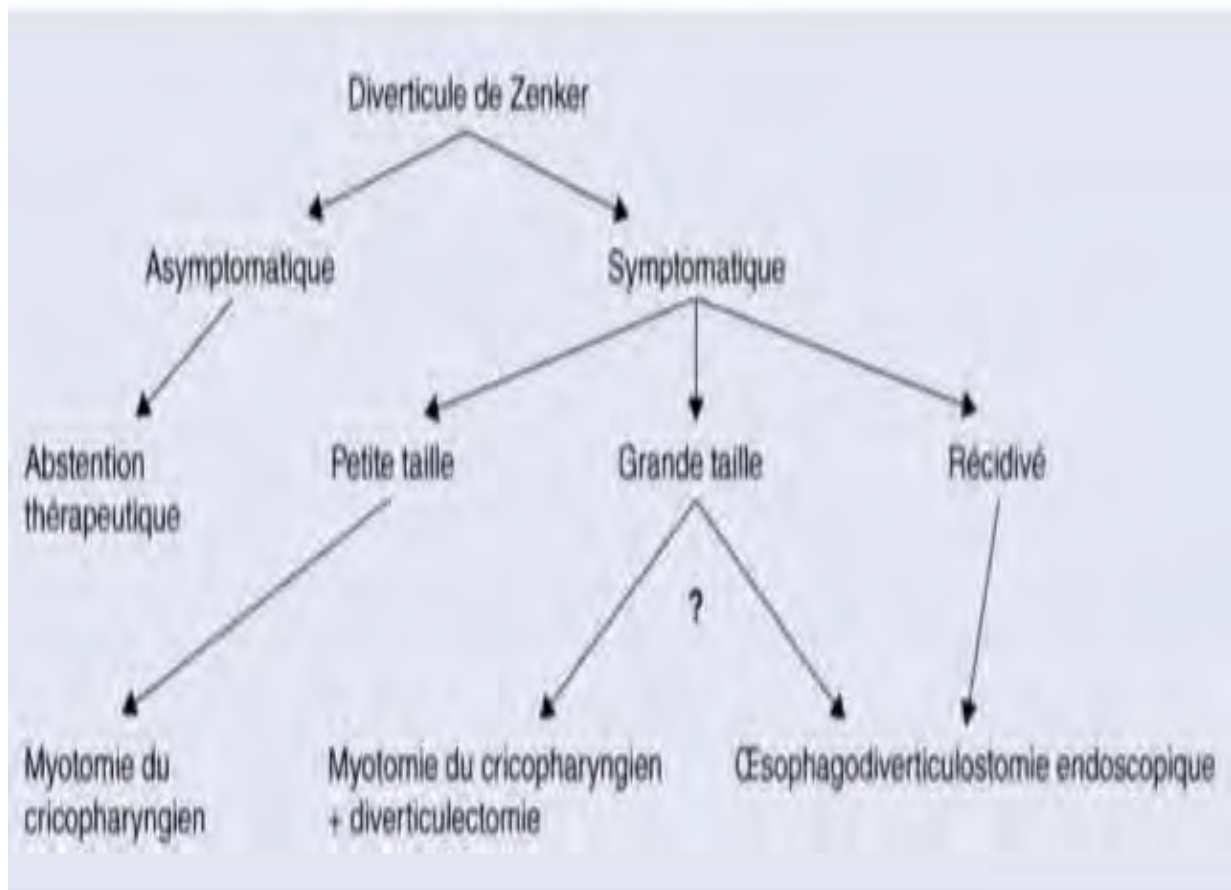 Diverticule de Zenker
Asymptomatique
Symptomatique
Abstention
thérapeutique
Petite taille
Grande taille
Récidivé
?
Myotomie du
cricopharyngien
Myotomie du cricopharyngien
+ diverticulectomie
Œsophagodiverticulostomie endoscopique